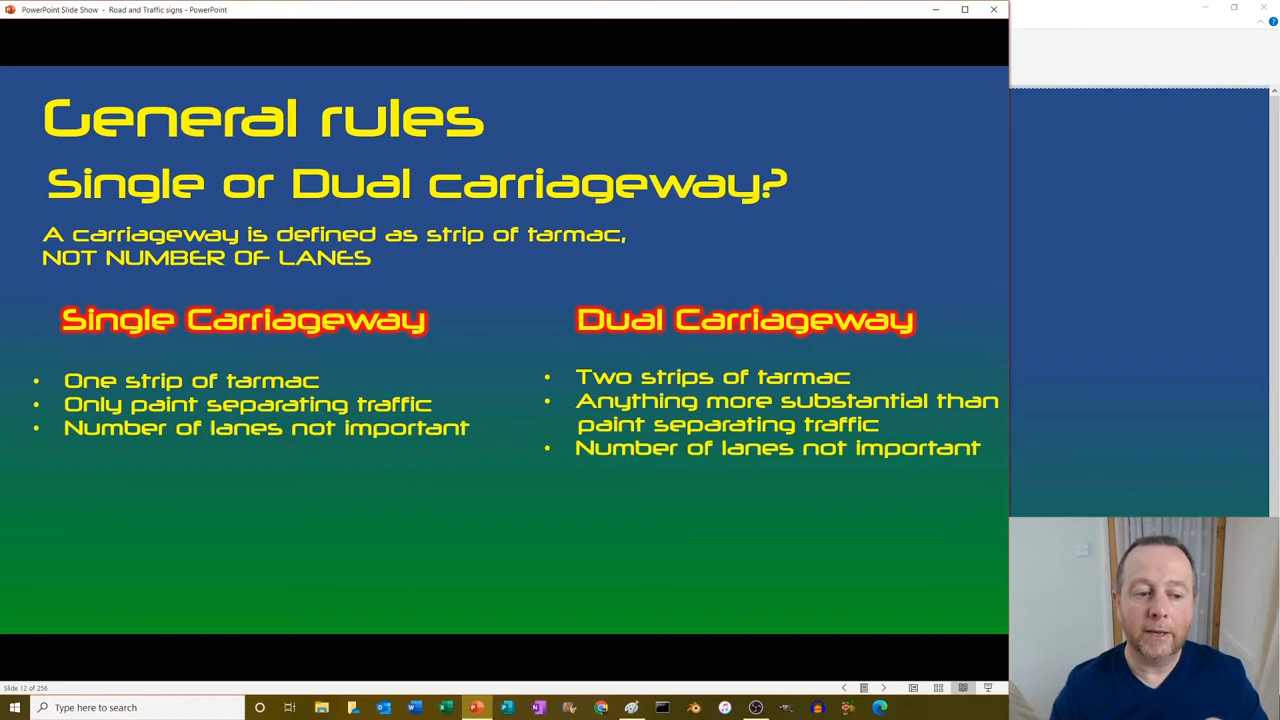 PowerPoint Slide Show - Road and Traffic signs - PowerPoint
General rules
Single or Dual carriageway?
A carriageway is defined as strip of tarmac,
NOT NUMBER OF LANES
Single Carriageway
• One strip of tarmac
• Only paint separating traffic
• Number of lanes not important
Dual Carriageway
• Two strips of tarmac
• Anything more substantial than
paint separating traffic
• Number of lanes not important
Slide 12 of 256
Type here to search